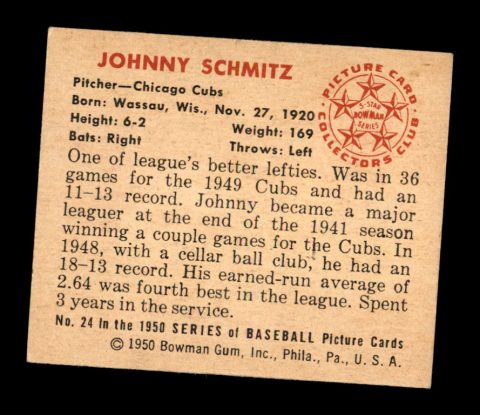 JOHNNY SCHMITZ
Pitcher—Chicago Cubs
Born: Wassau, Wis., Nov. 27, 1920
Height: 6-2 Weight: 169
Bats: Right Throws: Left
PICTURE CARD
COLLECTORS CLUB
5-STAR
BOWMAN
SERIES
One of league's better lefties. Was in 36
games for the 1949 Cubs and had an
11-13 record. Johnny became a major
leaguer at the end of the 1941 season
winning a couple games for the Cubs. In
1948, with a cellar ball club, he had an
18-13 record. His earned-run average of
2.64 was fourth best in the league. Spent
3 years in the service.
No. 24 In the 1950 SERIES of BASEBALL Picture Cards
© 1950 Bowman Gum, Inc., Phila., Pa., U. S. A.